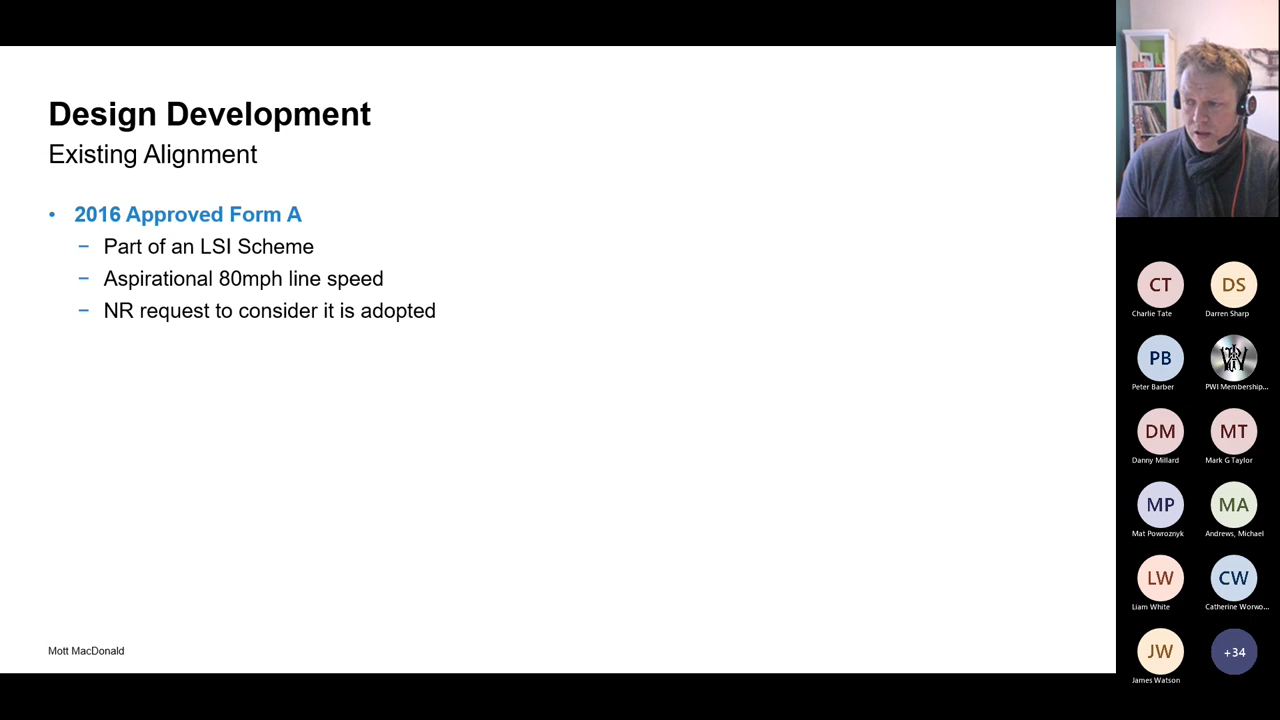 Design Development
Existing Alignment
• 2016 Approved Form A
– Part of an LSI Scheme
– Aspirational 80mph line speed
– NR request to consider it is adopted
Mott MacDonald
CT
Charlie Tate
DS
Darren Sharp
PB
Peter Barber
PWI Membership...
DM
Danny Millard
MT
Mark G Taylor
MP
Mat Powroznyk
MA
Andrews, Michael
LW
Liam White
CW
Catherine Worwo...
JW
James Watson
+34